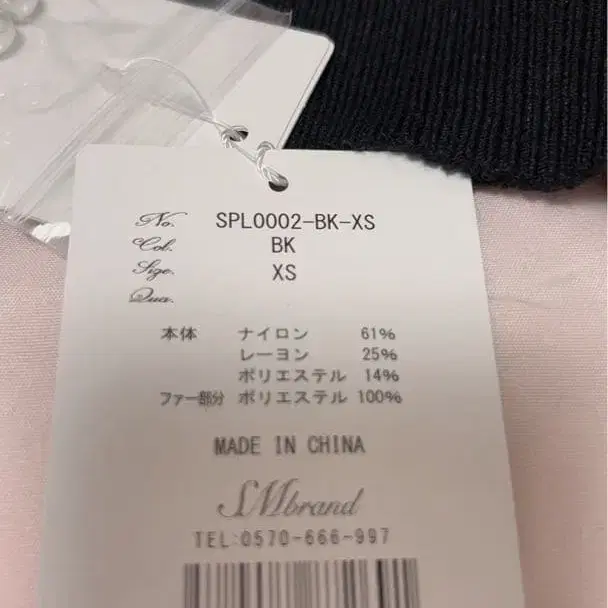 No. SPL0002-BK-XS
Col. BK
Size. XS
Qua.
本体 ナイロン 61%
レーヨン 25%
ポリエステル 14%
ファー部分 ポリエステル 100%
MADE IN CHINA
SMbrand
TEL:0570-666-997